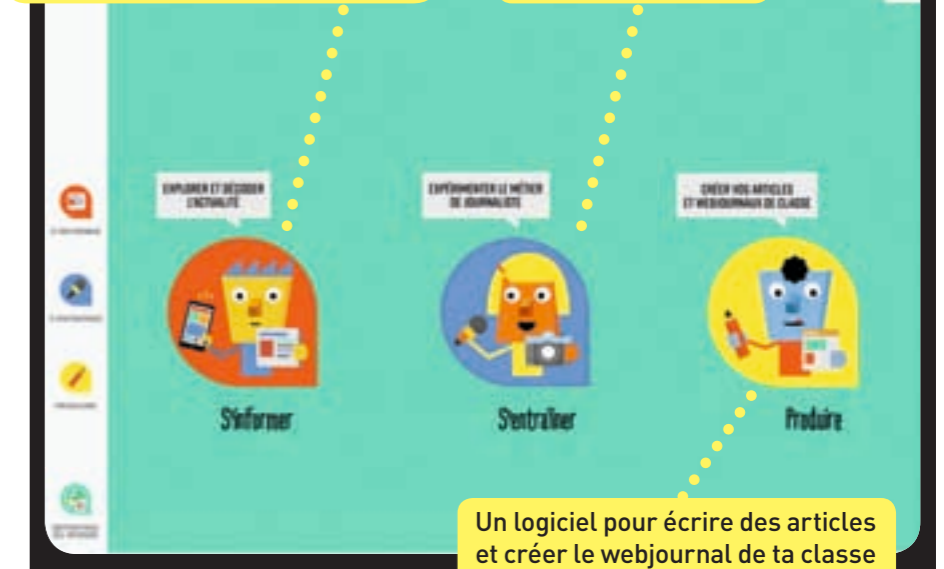 EXPLORER ET DÉCODER
L'ACTUALITÉ
EXPÉRIMENTER LE MÉTIER
DE JOURNALISTE
CRÉER VOS ARTICLES
ET WEBJOURNAUX DE CLASSE
S'informer
S'entraîner
Produire
Un logiciel pour écrire des articles
et créer le webjournal de ta classe